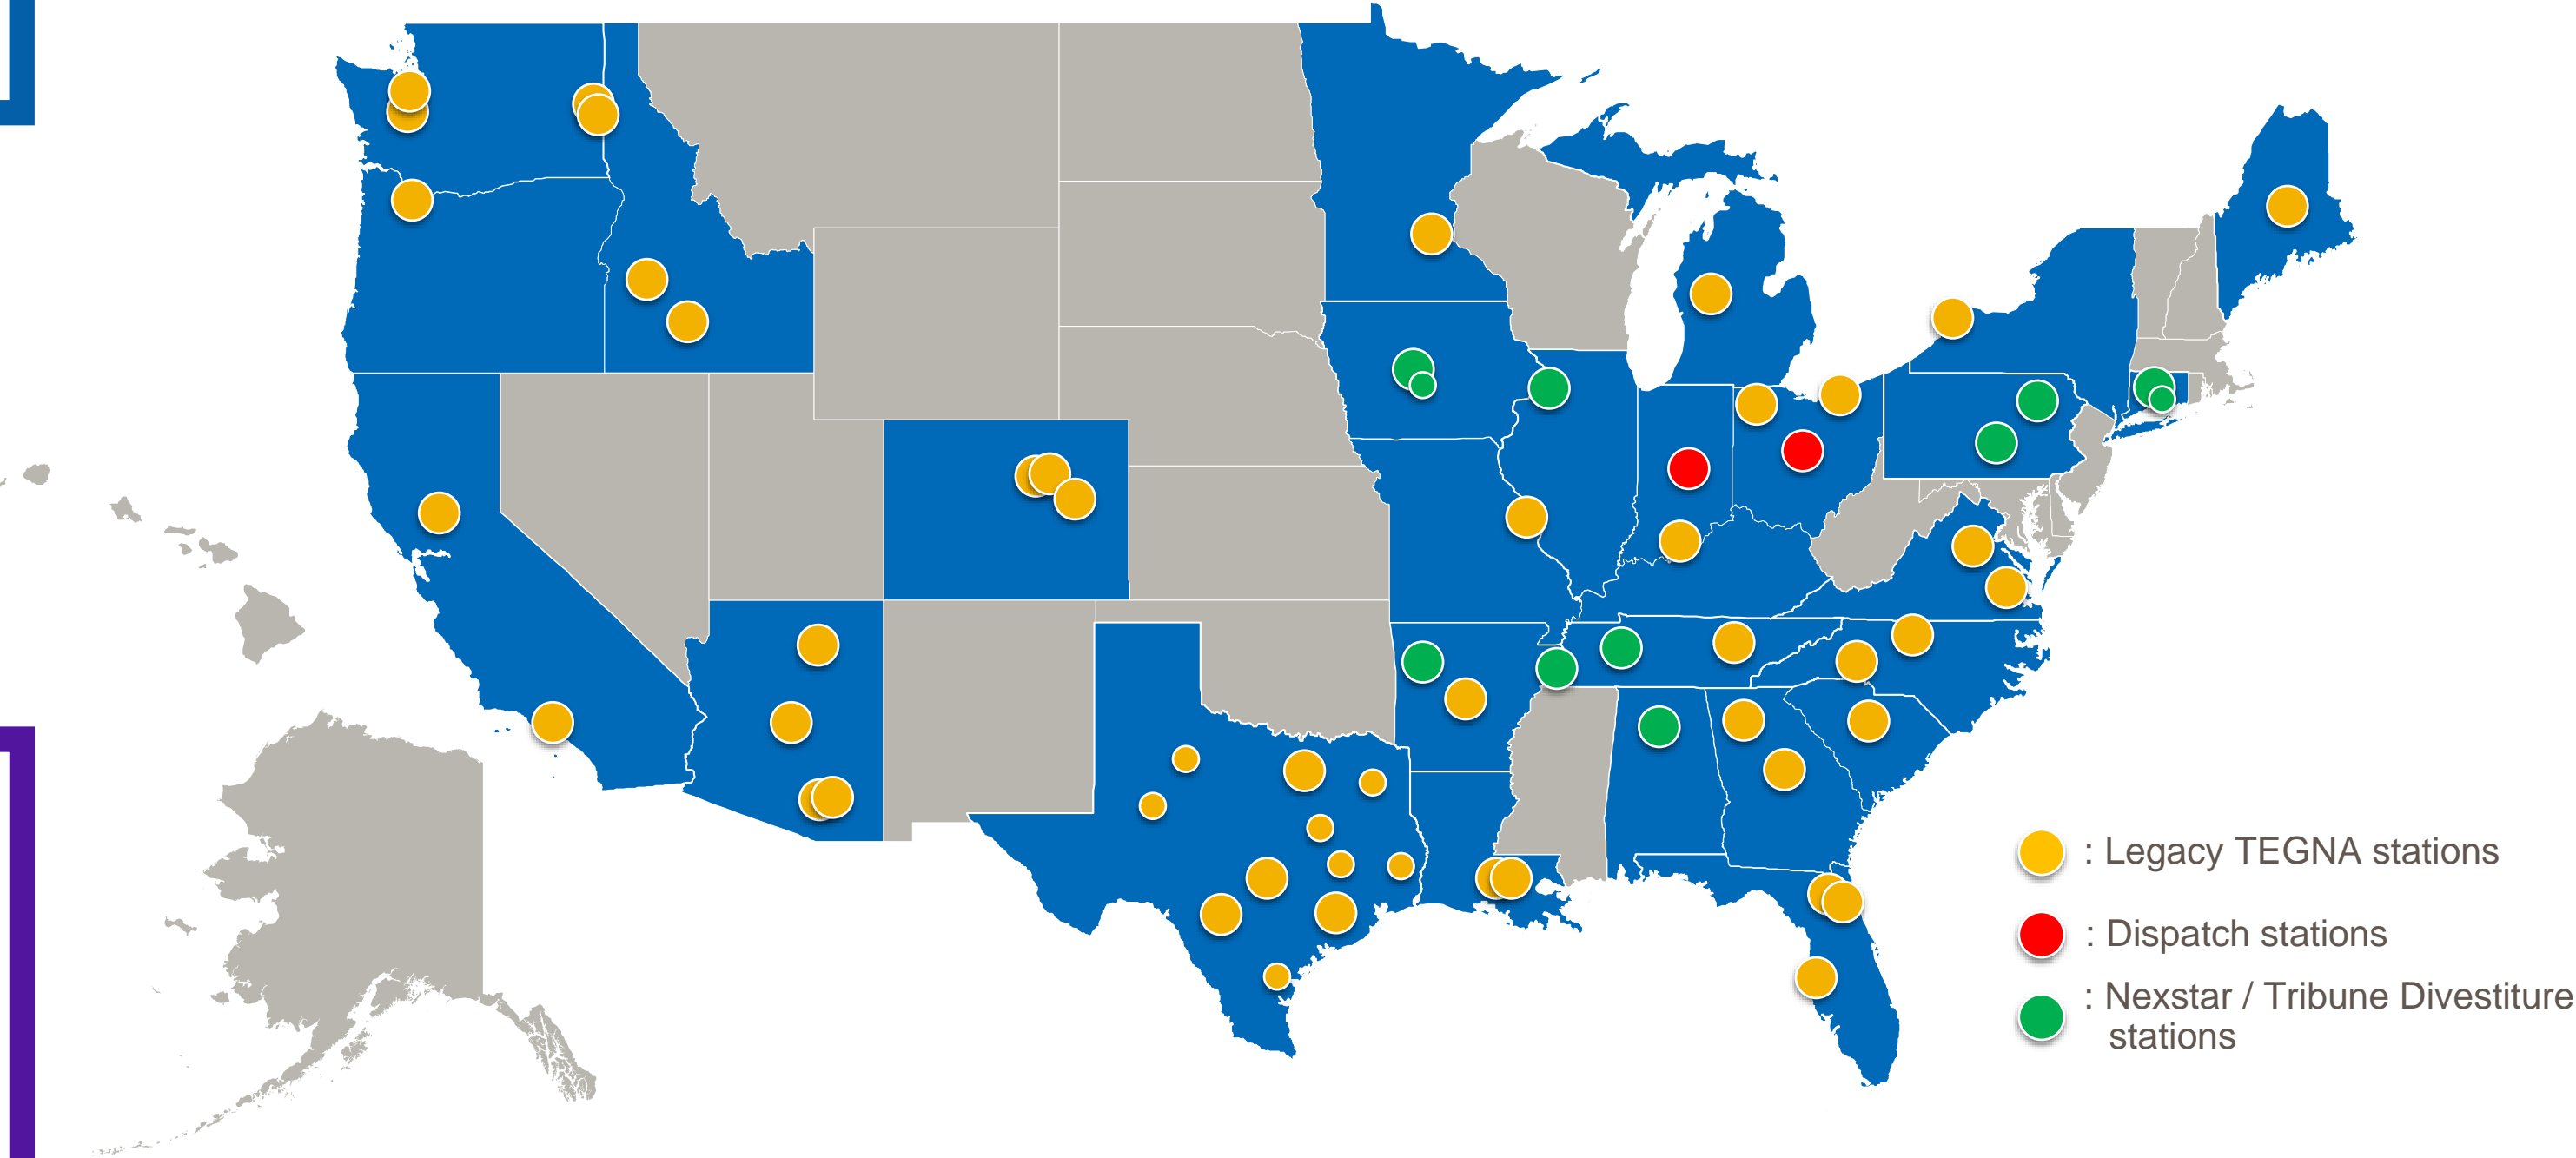 : Legacy TEGNA stations
: Dispatch stations
: Nexstar / Tribune Divestiture
stations